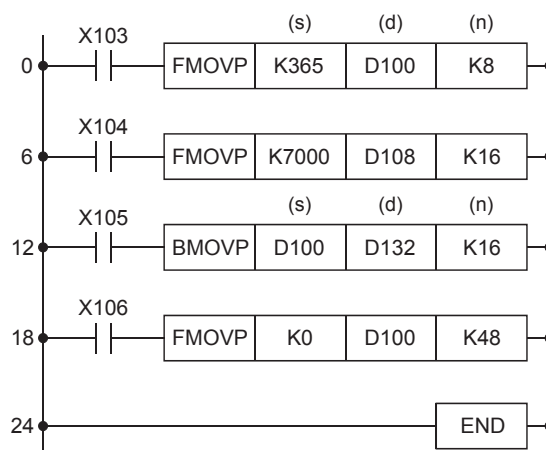 (s) (d) (n)
X103
0 FMOVP K365 D100 K8
X104
6 FMOVP K7000 D108 K16
X105 (s) (d) (n)
12 BMOVP D100 D132 K16
X106
18 FMOVP K0 D100 K48
24 END